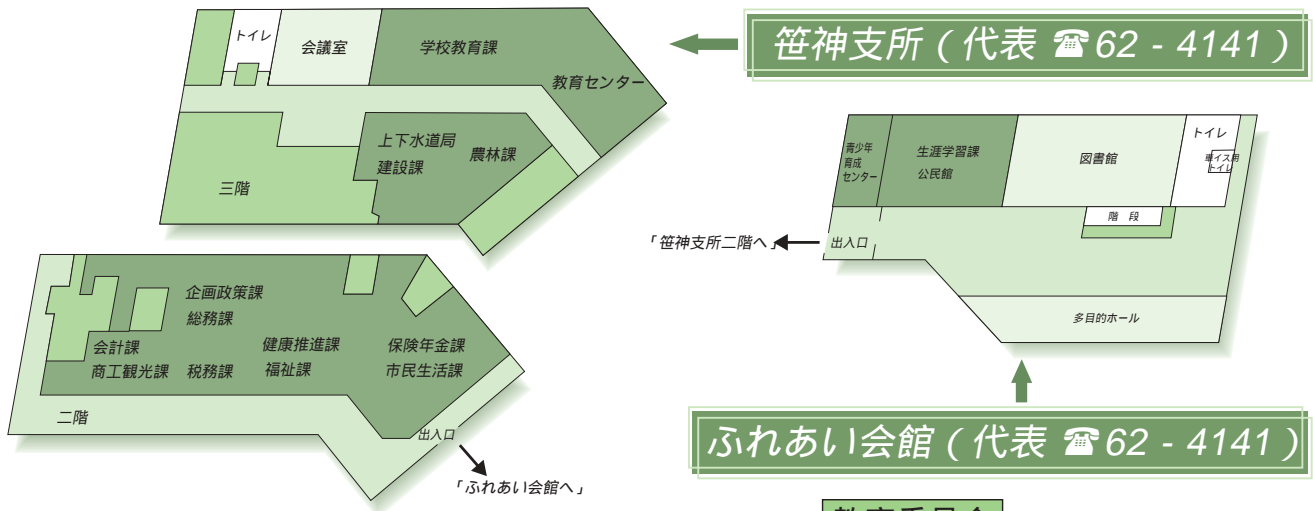 笹神支所(代表 ☎62 - 4141)
トイレ
会議室
学校教育課
教育センター
上下水道局
建設課
農林課
三階
企画政策課
総務課
会計課
商工観光課
税務課
健康推進課
福祉課
保険年金課
市民生活課
二階
出入口
「ふれあい会館へ」
青少年
育成
センター
生涯学習課
公民館
図書館
トイレ
車イス用
トイレ
階 段
「笹神支所二階へ」
出入口
多目的ホール
ふれあい会館(代表 ☎62 - 4141)
教育委員会